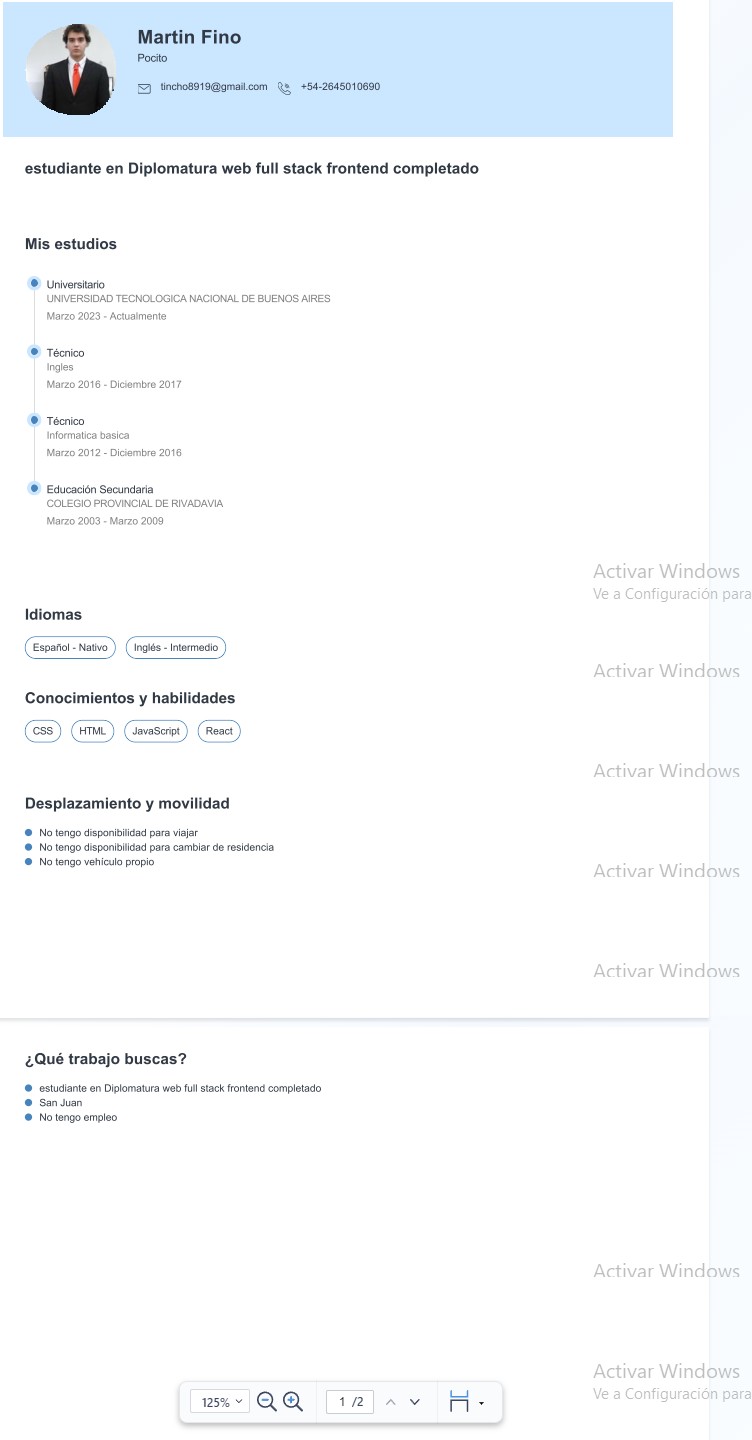 Martin Fino
Pocito
tincho8919@gmail.com +54-2645010690
estudiante en Diplomatura web full stack frontend completado
Mis estudios
Universitario
UNIVERSIDAD TECNOLOGICA NACIONAL DE BUENOS AIRES
Marzo 2023 - Actualmente
Técnico
Ingles
Marzo 2016 - Diciembre 2017
Técnico
Informatica basica
Marzo 2012 - Diciembre 2016
Educación Secundaria
COLEGIO PROVINCIAL DE RIVADAVIA
Marzo 2003 - Marzo 2009
Activar Windows
Ve a Configuración para
Idiomas
Español - Nativo Inglés - Intermedio
Activar Windows
Conocimientos y habilidades
CSS HTML JavaScript React
Activar Windows
Desplazamiento y movilidad
No tengo disponibilidad para viajar
No tengo disponibilidad para cambiar de residencia
No tengo vehículo propio
Activar Windows
Activar Windows
¿Qué trabajo buscas?
estudiante en Diplomatura web full stack frontend completado
San Juan
No tengo empleo
Activar Windows
Activar Windows
Ve a Configuración para
125% 1 /2